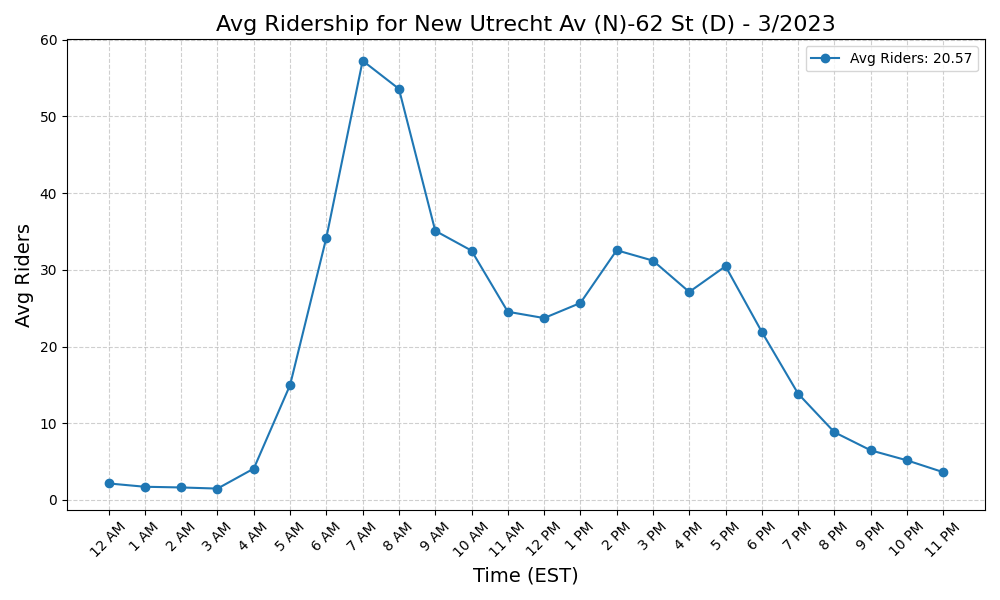 Avg Ridership for New Utrecht Av (N)-62 St (D) - 3/2023
Avg Riders: 20.57
Avg Riders
60
50
40
30
20
10
0
12 AM
1 AM
2 AM
3 AM
4 AM
5 AM
6 AM
7 AM
8 AM
9 AM
10 AM
11 AM
12 PM
1 PM
2 PM
3 PM
4 PM
5 PM
6 PM
7 PM
8 PM
9 PM
10 PM
11 PM
Time (EST)